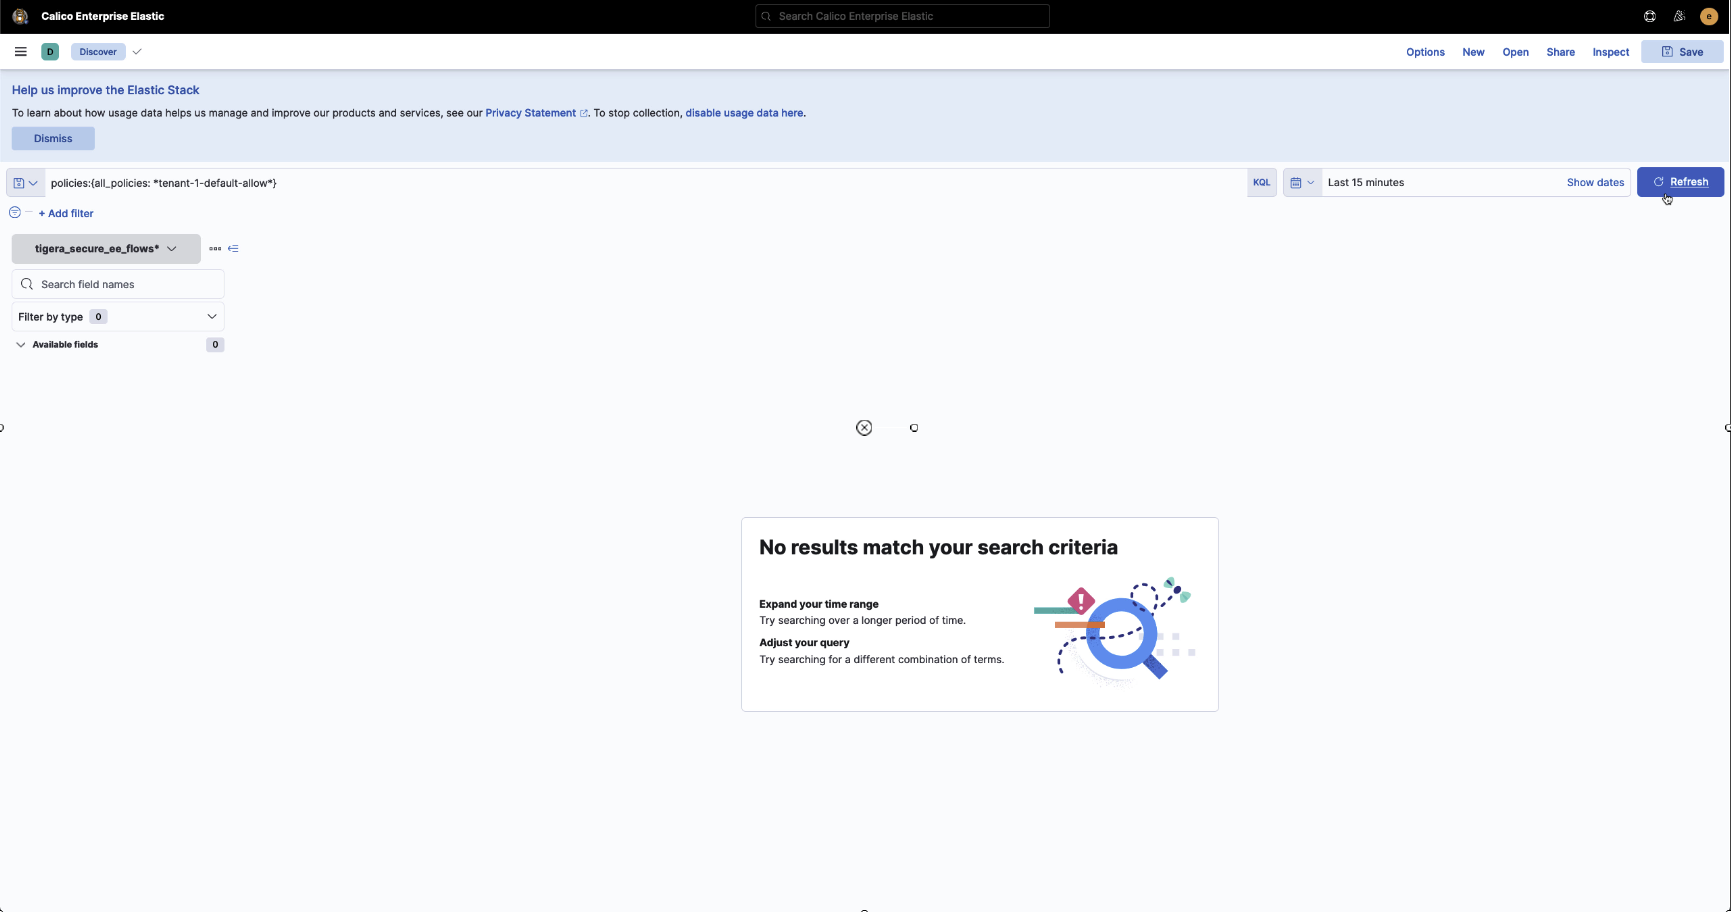 Calico Enterprise Elastic
Search Calico Enterprise Elastic
e
D
Discover
Options
New
Open
Share
Inspect
Save
Help us improve the Elastic Stack
To learn about how usage data helps us manage and improve our products and services, see our Privacy Statement. To stop collection, disable usage data here.
Dismiss
policies:{all_policies: *tenant-1-default-allow*}
KQL
Last 15 minutes
Show dates
Refresh
+ Add filter
tigera_secure_ee_flows*
Search field names
Filter by type 0
Available fields 0
No results match your search criteria
Expand your time range
Try searching over a longer period of time.
Adjust your query
Try searching for a different combination of terms.